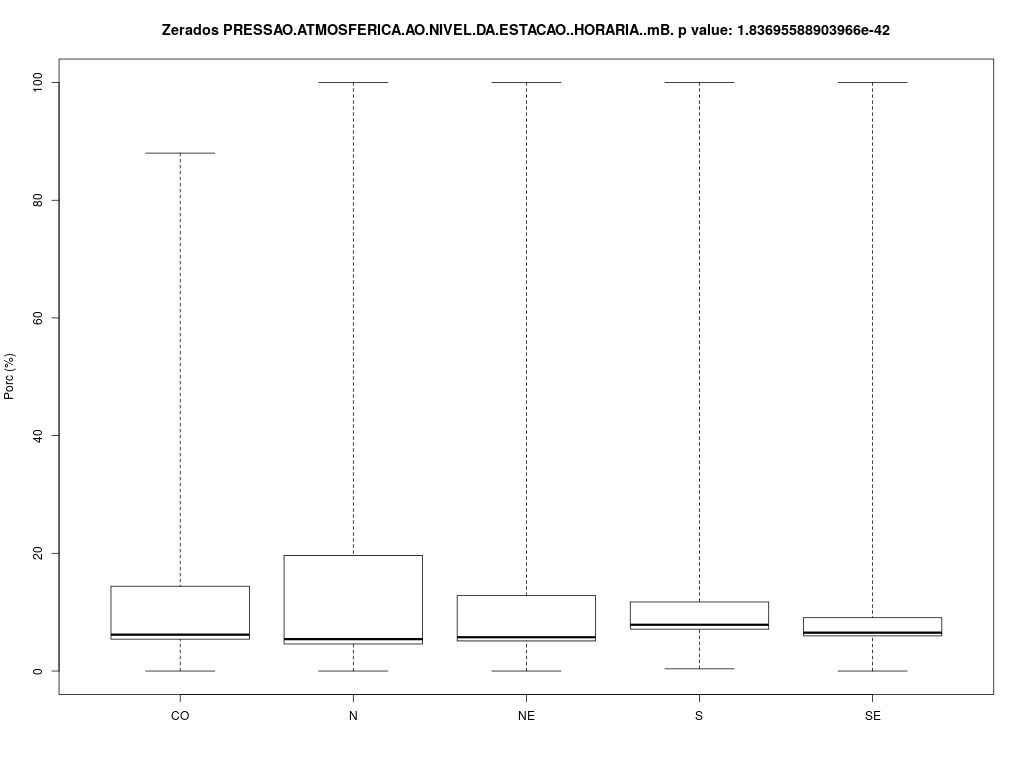 Zerados PRESSAO.ATMOSFERICA.AO.NIVEL.DA.ESTACAO..HORARIA..mB. p value: 1.83695588903966e-42
100
80
60
40
20
0
Porc (%)
CO N NE S SE